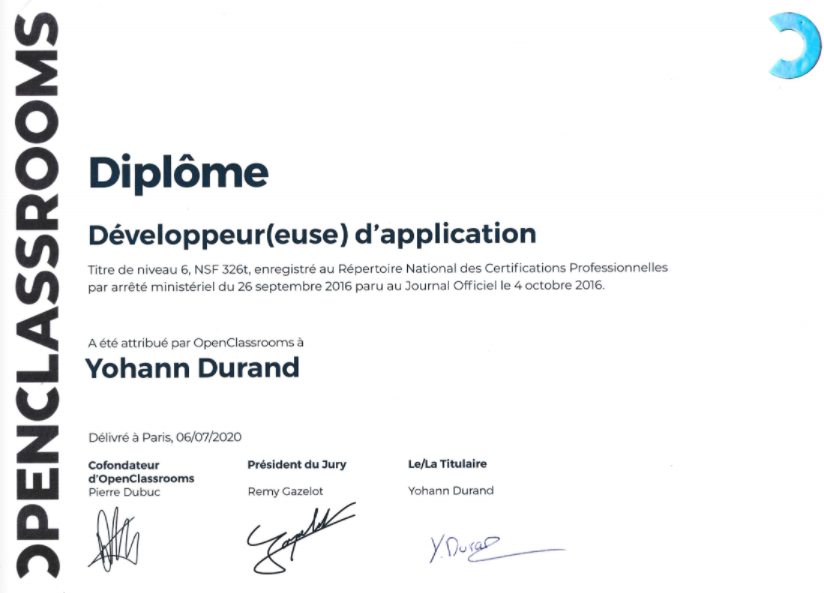 OPENCLASSROOMS
Diplôme
Développeur(euse) d'application
Titre de niveau 6, NSF 326t, enregistré au Répertoire National des Certifications Professionnelles
par arrêté ministériel du 26 septembre 2016 paru au Journal Officiel le 4 octobre 2016.
A été attribué par OpenClassrooms à
Yohann Durand
Délivré à Paris, 06/07/2020
Cofondateur
d'OpenClassrooms
Pierre Dubuc
Président du Jury
Remy Gazelot
Le/La Titulaire
Yohann Durand
Y. Durand